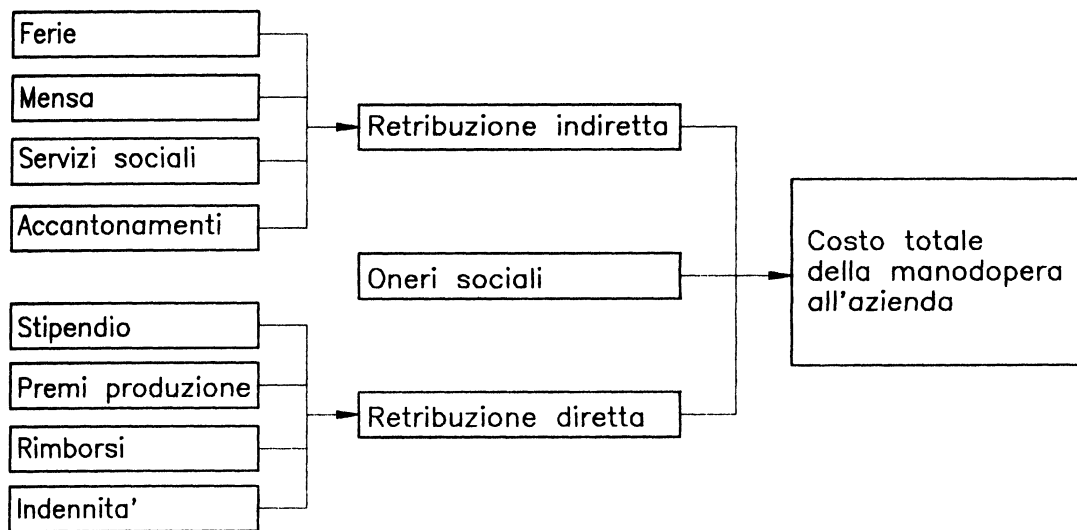 Ferie
Mensa
Servizi sociali
Accantonamenti
Stipendio
Premi produzione
Rimborsi
Indennita'
Retribuzione indiretta
Oneri sociali
Retribuzione diretta
Costo totale
della manodopera
all'azienda